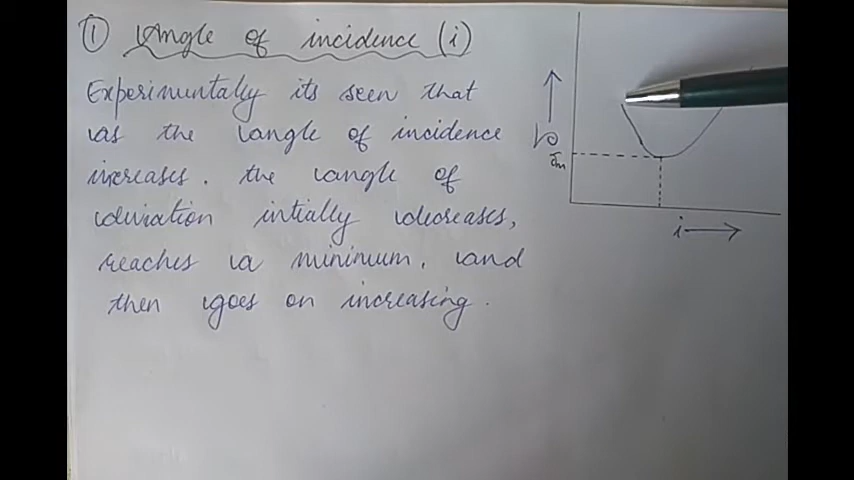 ① Angle of incidence (i)
Experimentally its seen that
as the angle of incidence
increases. the angle of
deviation intially decreases,
reaches a minimum, and
then goes on increasing.
δ
δm
i